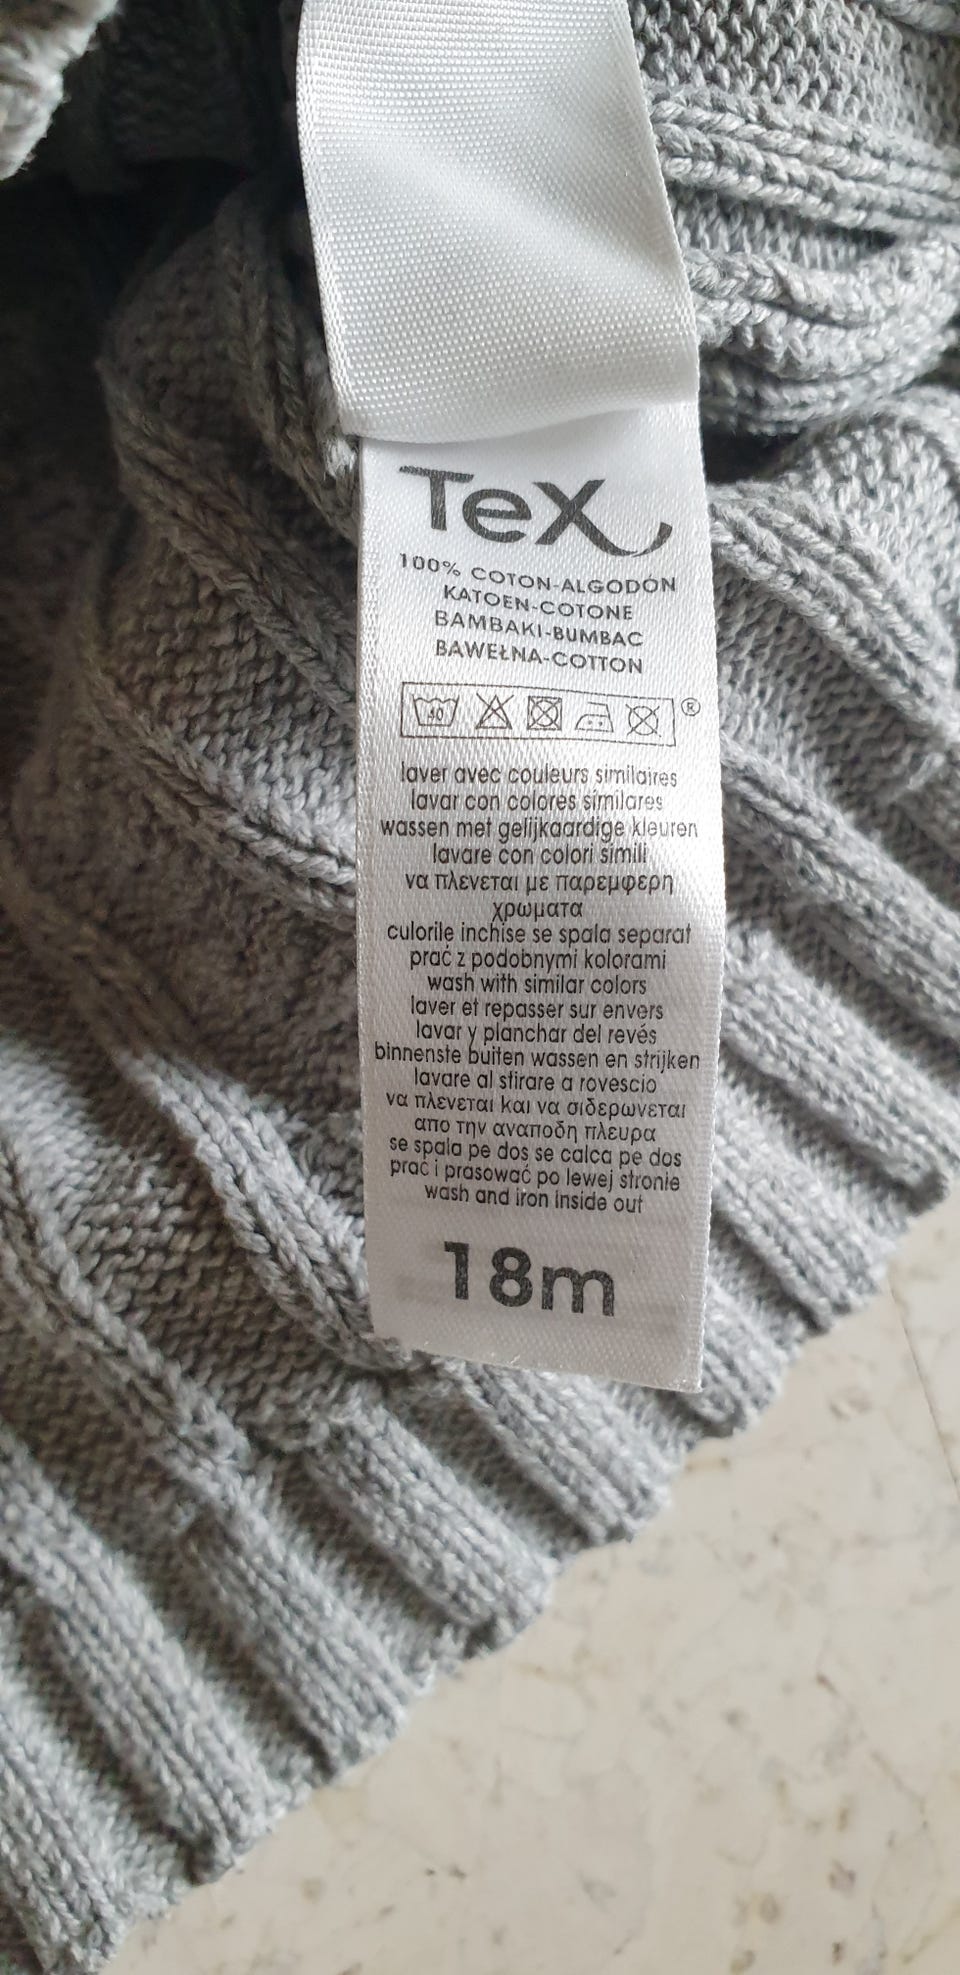 Tex
100% COTON-ALGODON
KATOEN-COTONE
BAMBAKI-BUMBAC
BAWEŁNA-COTTON
40 ®
laver avec couleurs similaires
lavar con colores similares
wassen met gelijkaardige kleuren
lavare con colori simili
να πλενεται με παρεμφερη
χρωματα
culorile inchise se spala separat
prać z podobnymi kolorami
wash with similar colors
laver et repasser sur envers
lavar y planchar del revés
binnenste buiten wassen en strijken
lavare al stirare a rovescio
να πλενεται και να σιδερωνεται
απο την αναποδη πλευρα
se spala pe dos se calca pe dos
prać i prasować po lewej stronie
wash and iron inside out
18m